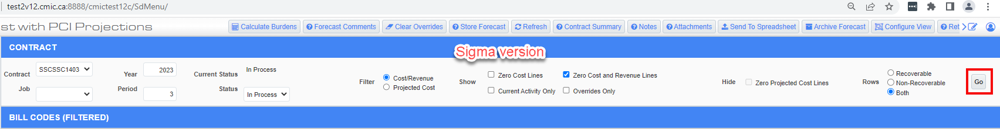 test2v12.cmic.ca:8888/cmictest12c/SdMenu/
st with PCI Projections Calculate Burdens Forecast Comments Clear Overrides Store Forecast Refresh Contract Summary Notes Attachments Send To Spreadsheet Archive Forecast Configure View Ret
CONTRACT
Sigma version
Contract SSCSSC1403 Year 2023 Current Status In Process Filter Cost/Revenue Show Zero Cost Lines Zero Cost and Revenue Lines Hide Zero Projected Cost Lines Rows Recoverable
Non-Recoverable Go
Job Period 3 Status In Process Projected Cost Current Activity Only Overrides Only Both
BILL CODES (FILTERED)